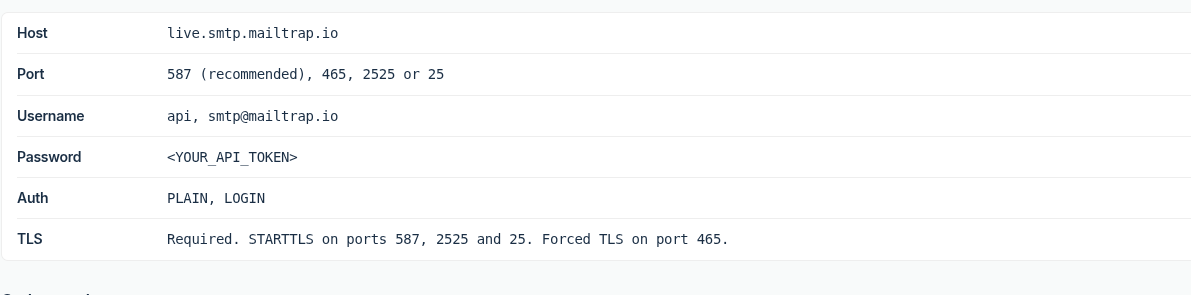 Host live.smtp.mailtrap.io
Port 587 (recommended), 465, 2525 or 25
Username api, smtp@mailtrap.io
Password <YOUR_API_TOKEN>
Auth PLAIN, LOGIN
TLS Required. STARTTLS on ports 587, 2525 and 25. Forced TLS on port 465.